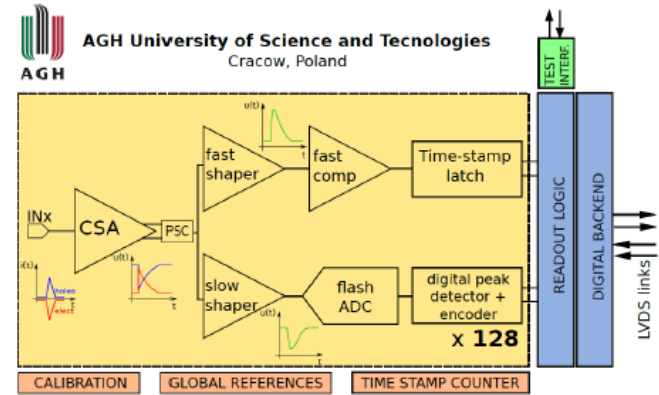 AGH
AGH University of Science and Tecnologies
Cracow, Poland
TEST
INTERF.
u(t)
t
fast
shaper
fast
comp
Time-stamp
latch
INx
CSA
PSC
i(t)
holes
elect
t
u(t)
t
slow
shaper
u(t)
t
flash
ADC
digital peak
detector +
encoder
x 128
READOUT LOGIC
DIGITAL BACKEND
LVDS links
CALIBRATION
GLOBAL REFERENCES
TIME STAMP COUNTER